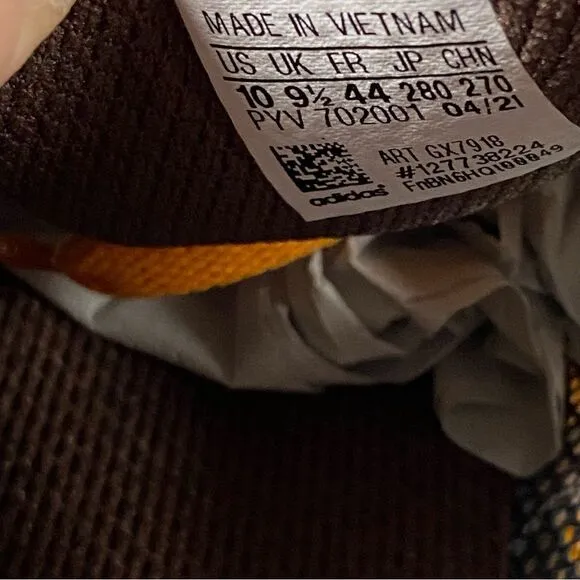 MADE IN VIETNAM
US UK FR JP CHN
10 9½ 44 280 270
PYV 702001 04/21
ART GX7918
#127738224
FnBN6HQ100049
adidas